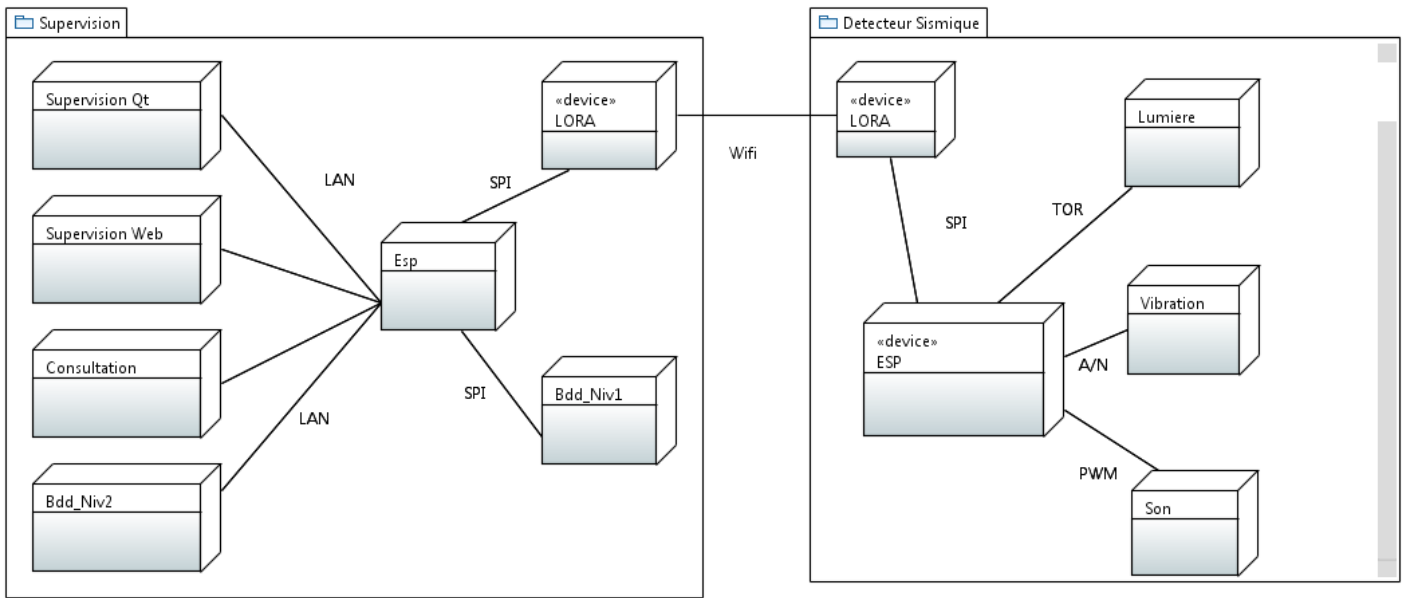 Supervision
Supervision Qt
Supervision Web
Consultation
Bdd_Niv2
LAN
LAN
Esp
SPI
SPI
«device»
LORA
Bdd_Niv1
Wifi
Detecteur Sismique
«device»
LORA
SPI
«device»
ESP
TOR
A/N
PWM
Lumiere
Vibration
Son